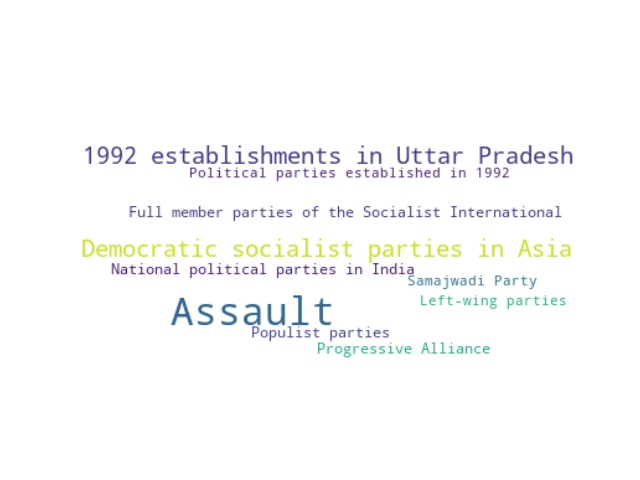 1992 establishments in Uttar Pradesh
Political parties established in 1992
Full member parties of the Socialist International
Democratic socialist parties in Asia
National political parties in India
Samajwadi Party
Left-wing parties
Assault
Populist parties
Progressive Alliance